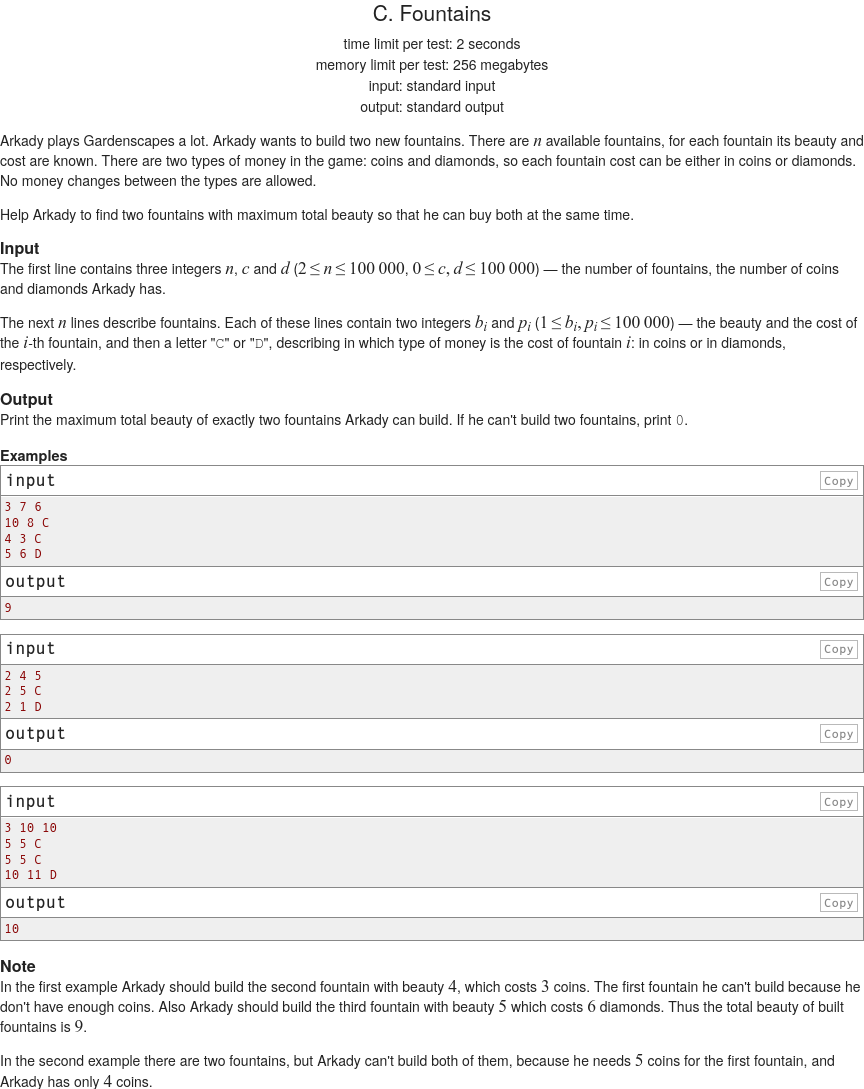 C. Fountains
time limit per test: 2 seconds
memory limit per test: 256 megabytes
input: standard input
output: standard output
Arkady plays Gardenscapes a lot. Arkady wants to build two new fountains. There are n available fountains, for each fountain its beauty and
cost are known. There are two types of money in the game: coins and diamonds, so each fountain cost can be either in coins or diamonds.
No money changes between the types are allowed.
Help Arkady to find two fountains with maximum total beauty so that he can buy both at the same time.
Input
The first line contains three integers n, c and d (2 ≤ n ≤ 100 000, 0 ≤ c, d ≤ 100 000) — the number of fountains, the number of coins
and diamonds Arkady has.
The next n lines describe fountains. Each of these lines contain two integers b_i and p_i (1 ≤ b_i, p_i ≤ 100 000) — the beauty and the cost of
the i-th fountain, and then a letter "C" or "D", describing in which type of money is the cost of fountain i: in coins or in diamonds,
respectively.
Output
Print the maximum total beauty of exactly two fountains Arkady can build. If he can't build two fountains, print 0.
Examples
input Copy
3 7 6
10 8 C
4 3 C
5 6 D
output Copy
9
input Copy
2 4 5
2 5 C
2 1 D
output Copy
0
input Copy
3 10 10
5 5 C
5 5 C
10 11 D
output Copy
10
Note
In the first example Arkady should build the second fountain with beauty 4, which costs 3 coins. The first fountain he can't build because he
don't have enough coins. Also Arkady should build the third fountain with beauty 5 which costs 6 diamonds. Thus the total beauty of built
fountains is 9.
In the second example there are two fountains, but Arkady can't build both of them, because he needs 5 coins for the first fountain, and
Arkady has only 4 coins.